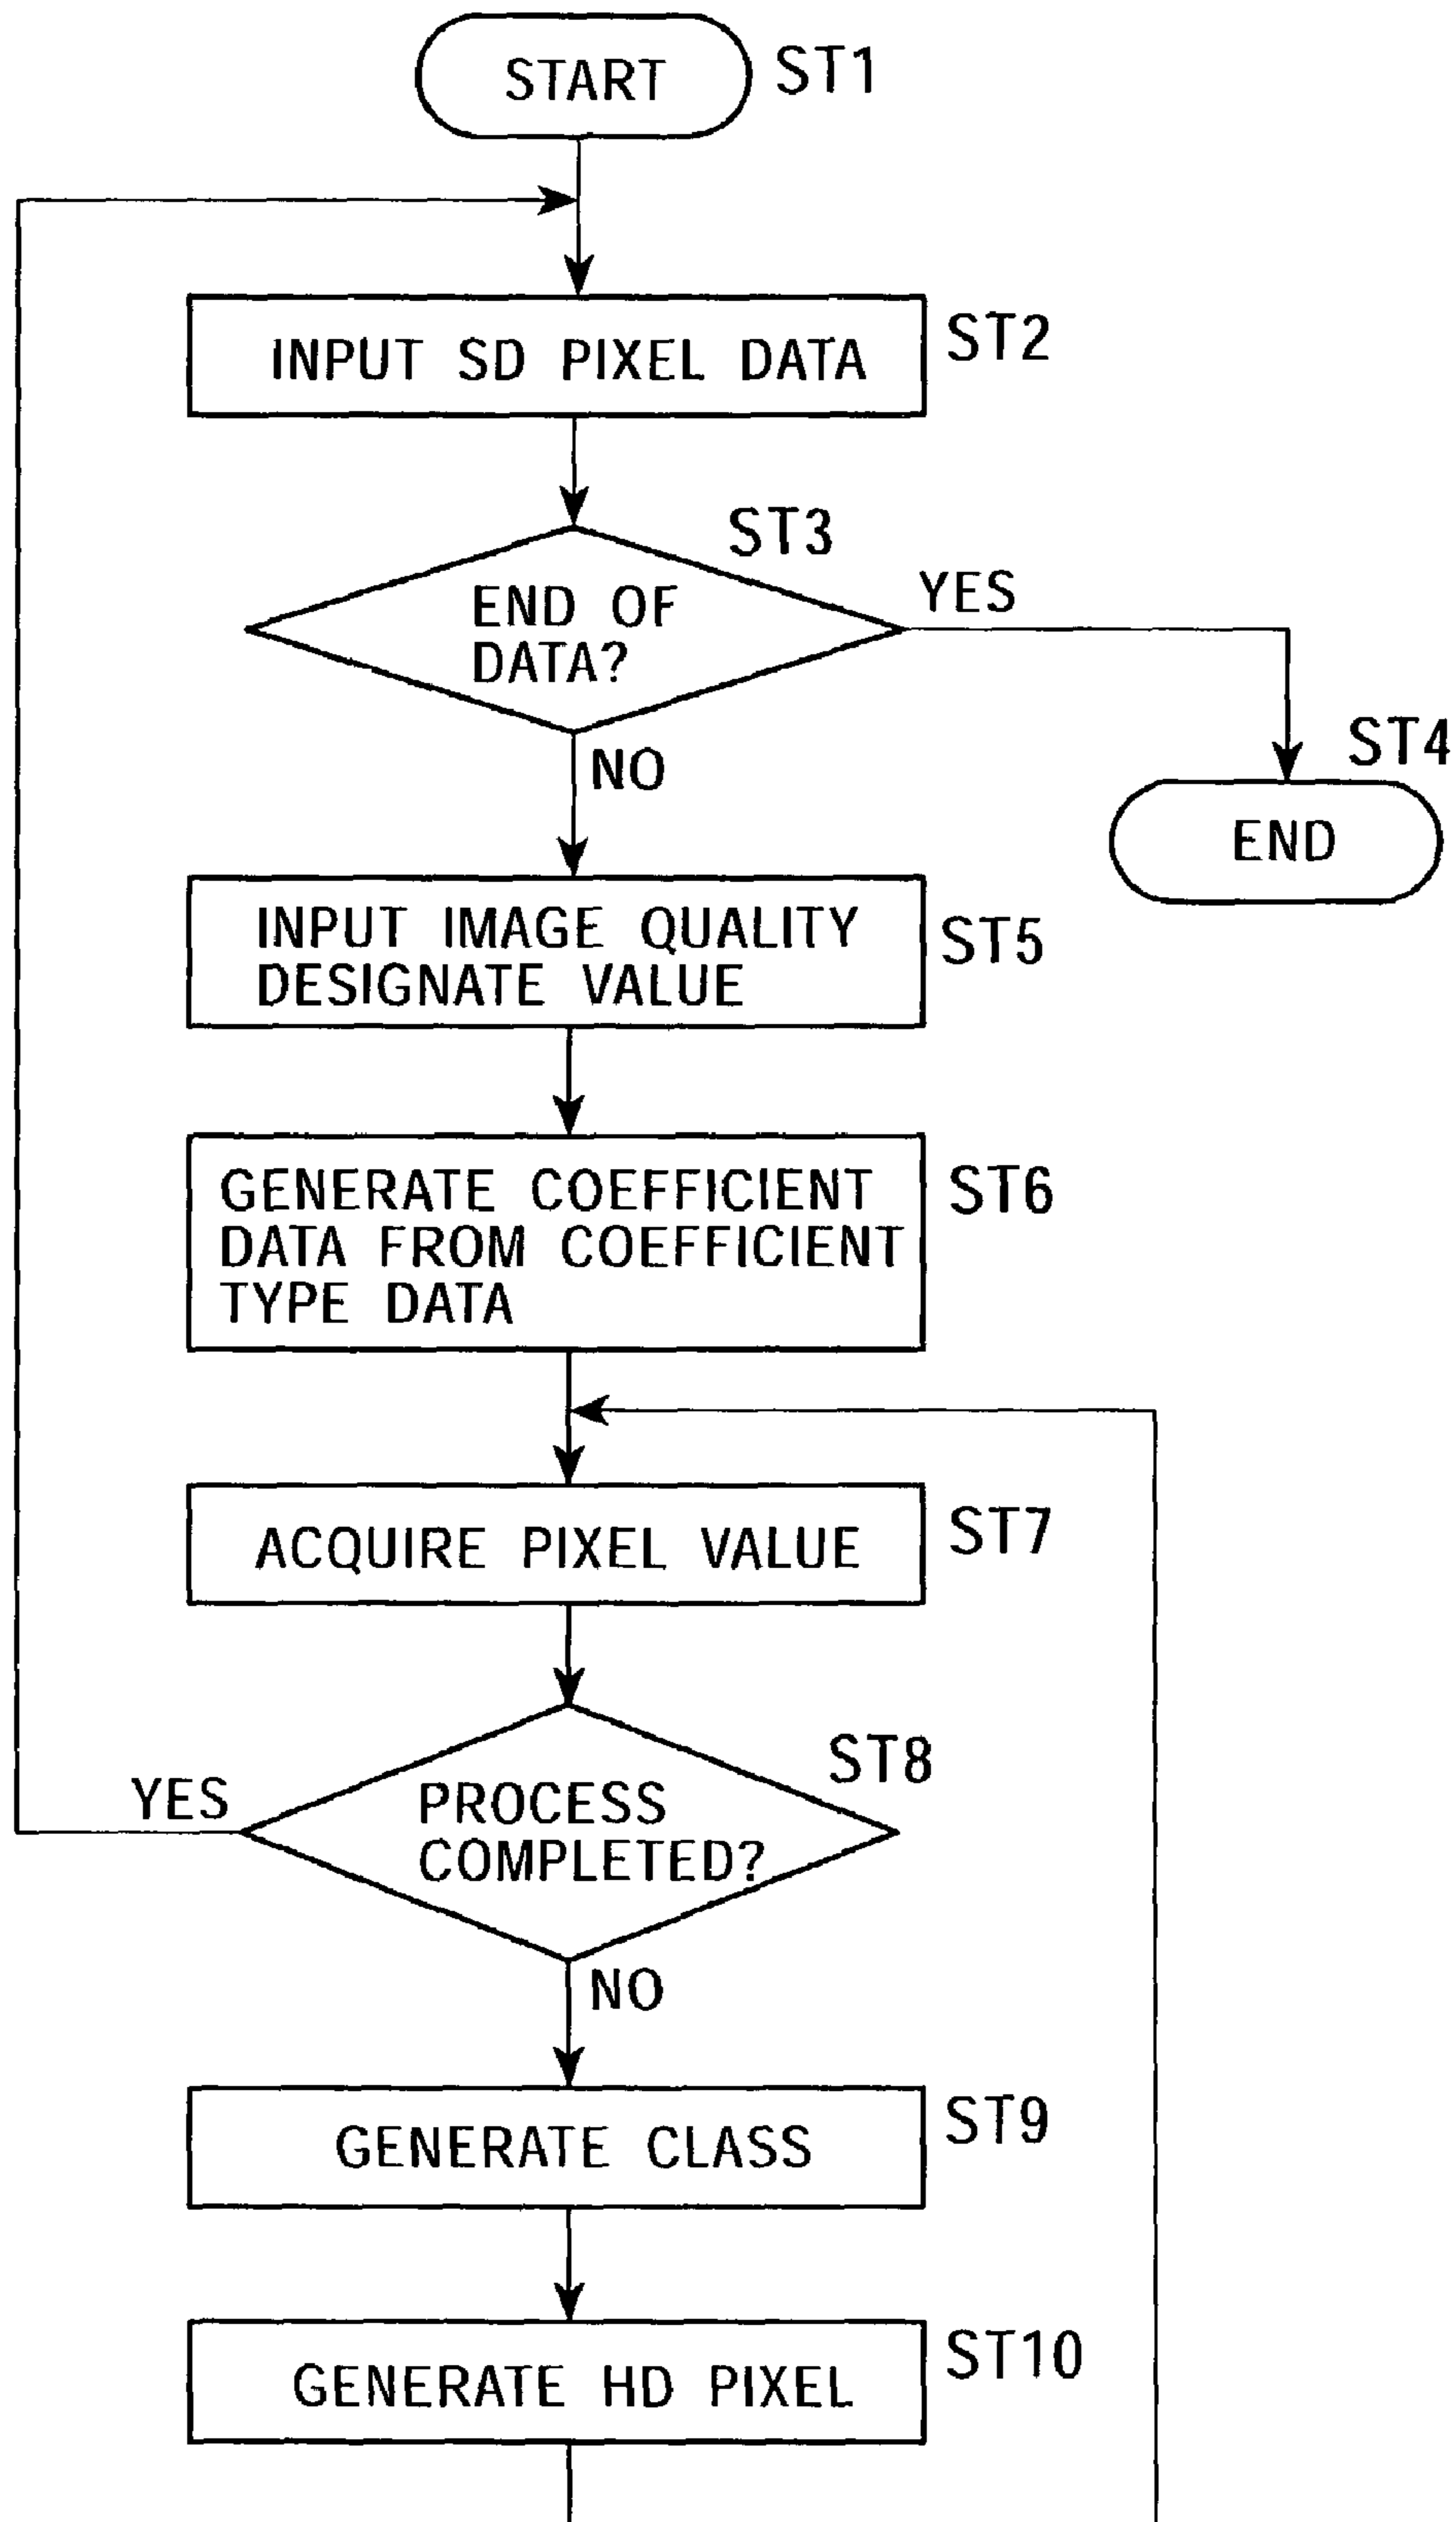 START
ST1
INPUT SD PIXEL DATA
ST2
ST3
END OF
DATA?
YES
NO
ST4
END
INPUT IMAGE QUALITY
DESIGNATE VALUE
ST5
GENERATE COEFFICIENT
DATA FROM COEFFICIENT
TYPE DATA
ST6
ACQUIRE PIXEL VALUE
ST7
ST8
YES
PROCESS
COMPLETED?
NO
GENERATE CLASS
ST9
GENERATE HD PIXEL
ST10